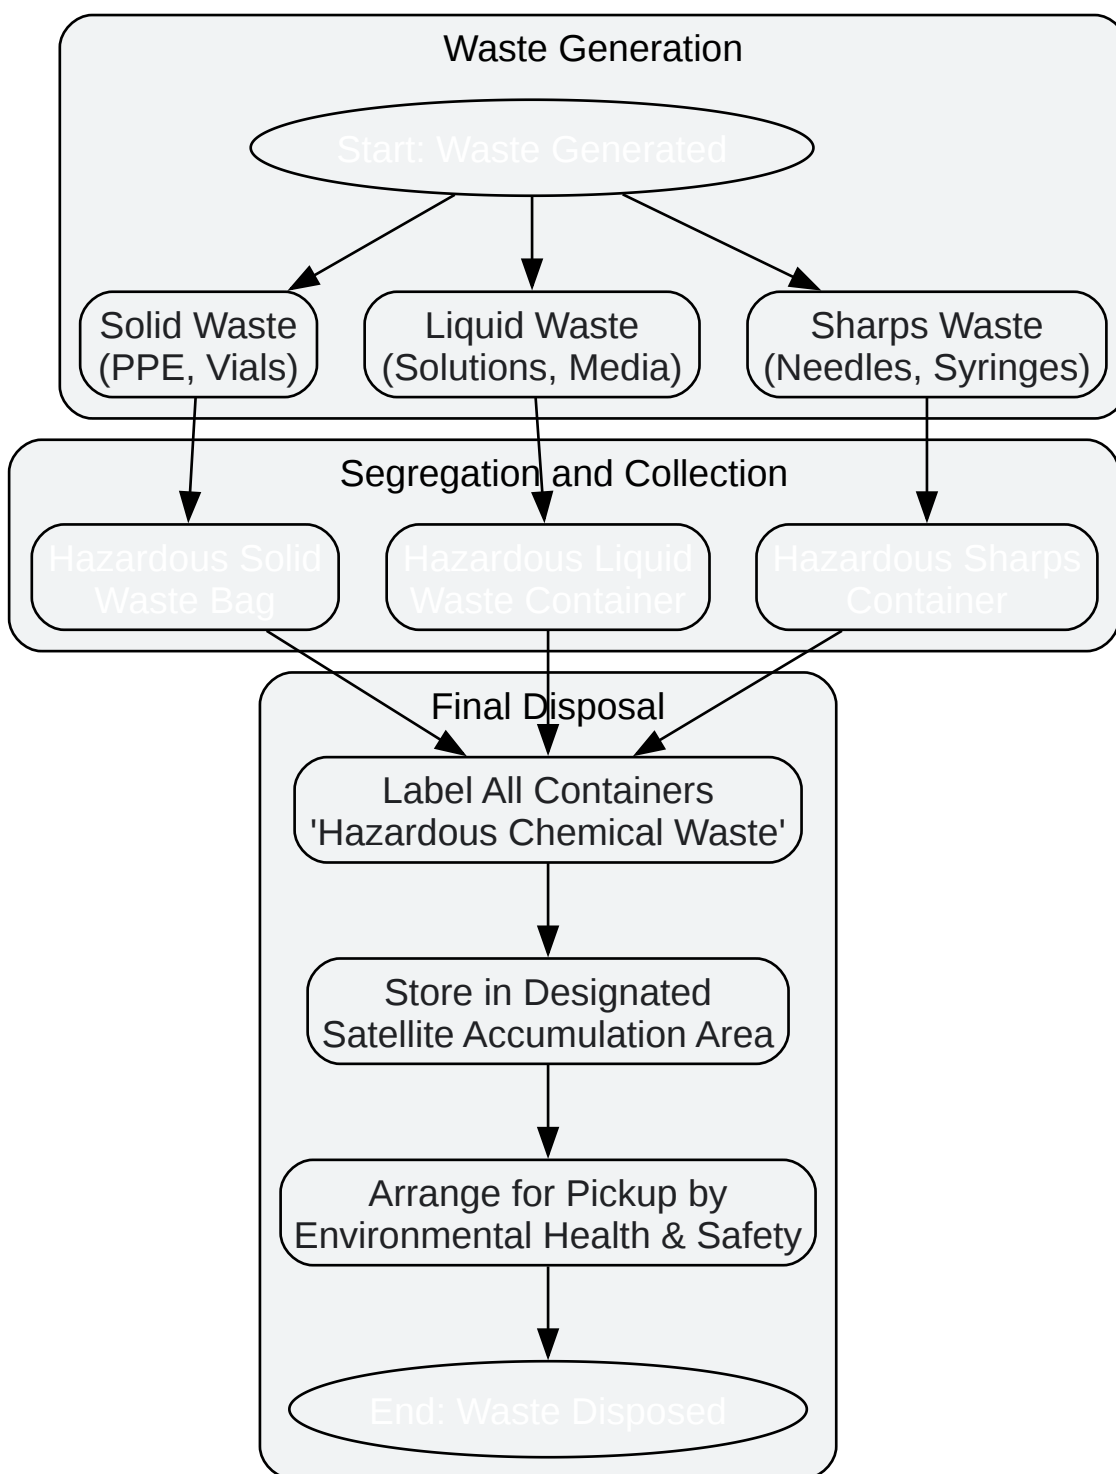 Waste Generation
Start: Waste Generated
Solid Waste
(PPE, Vials)
Liquid Waste
(Solutions, Media)
Sharps Waste
(Needles, Syringes)
Segregation and Collection
Hazardous Solid
Waste Bag
Hazardous Liquid
Waste Container
Hazardous Sharps
Container
Final Disposal
Label All Containers
'Hazardous Chemical Waste'
Store in Designated
Satellite Accumulation Area
Arrange for Pickup by
Environmental Health & Safety
End: Waste Disposed